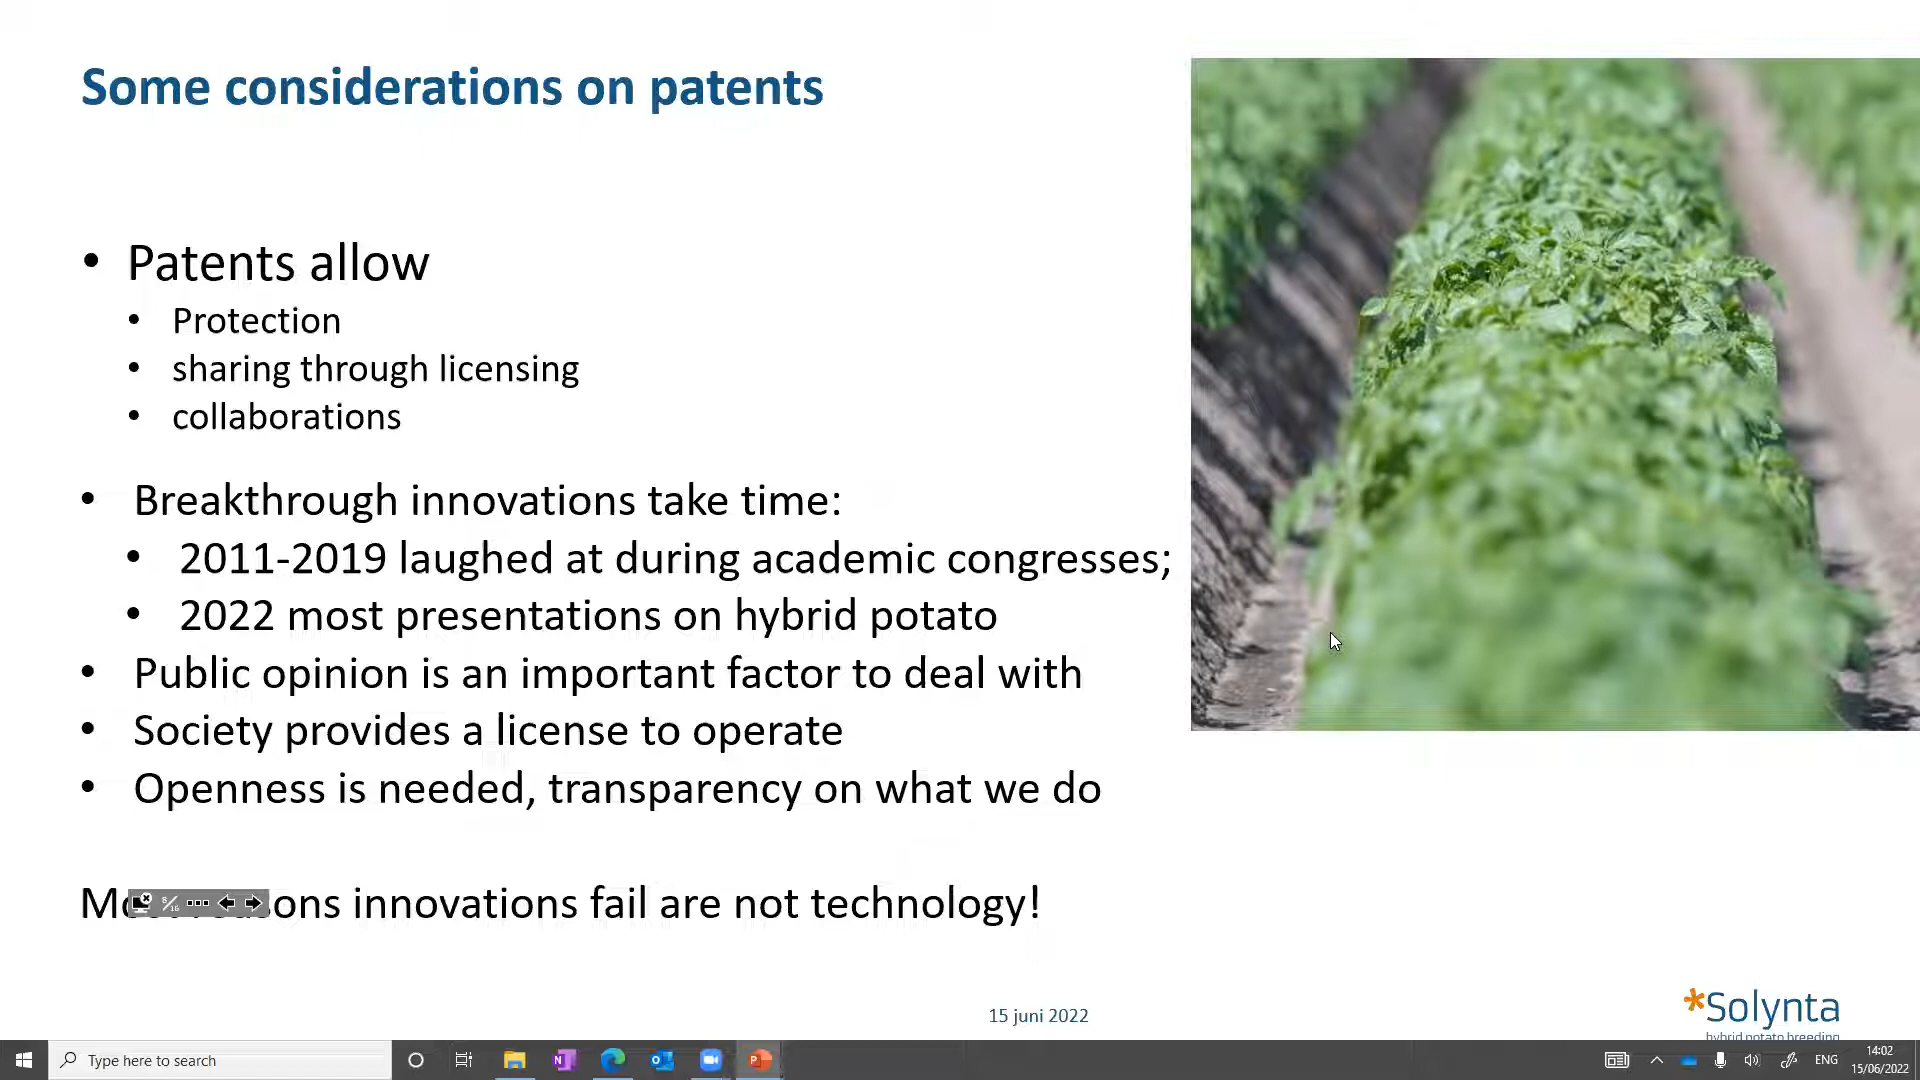 Some considerations on patents
• Patents allow
• Protection
• sharing through licensing
• collaborations
• Breakthrough innovations take time:
• 2011-2019 laughed at during academic congresses;
• 2022 most presentations on hybrid potato
• Public opinion is an important factor to deal with
• Society provides a license to operate
• Openness is needed, transparency on what we do
innovations fail are not technology!
8/16
15 juni 2022
*Solynta
hybrid potato breeding
Type here to search
ENG
14:02
15/06/2022